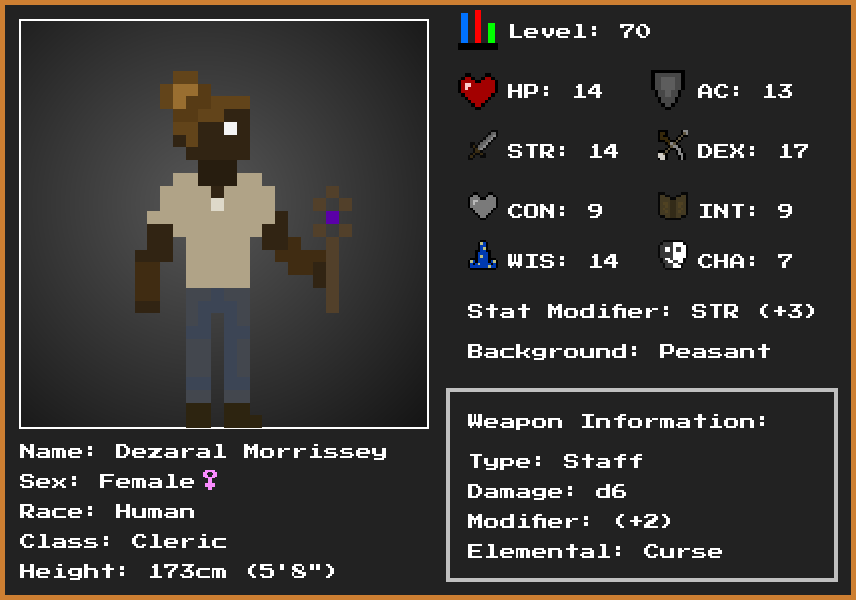 Level: 70
HP: 14
AC: 13
STR: 14
DEX: 17
CON: 9
INT: 9
WIS: 14
CHA: 7
Stat Modifier: STR (+3)
Background: Peasant
Weapon Information:
Type: Staff
Damage: d6
Modifier: (+2)
Elemental: Curse
Name: Dezaral Morrissey
Sex: Female♀
Race: Human
Class: Cleric
Height: 173cm (5'8")